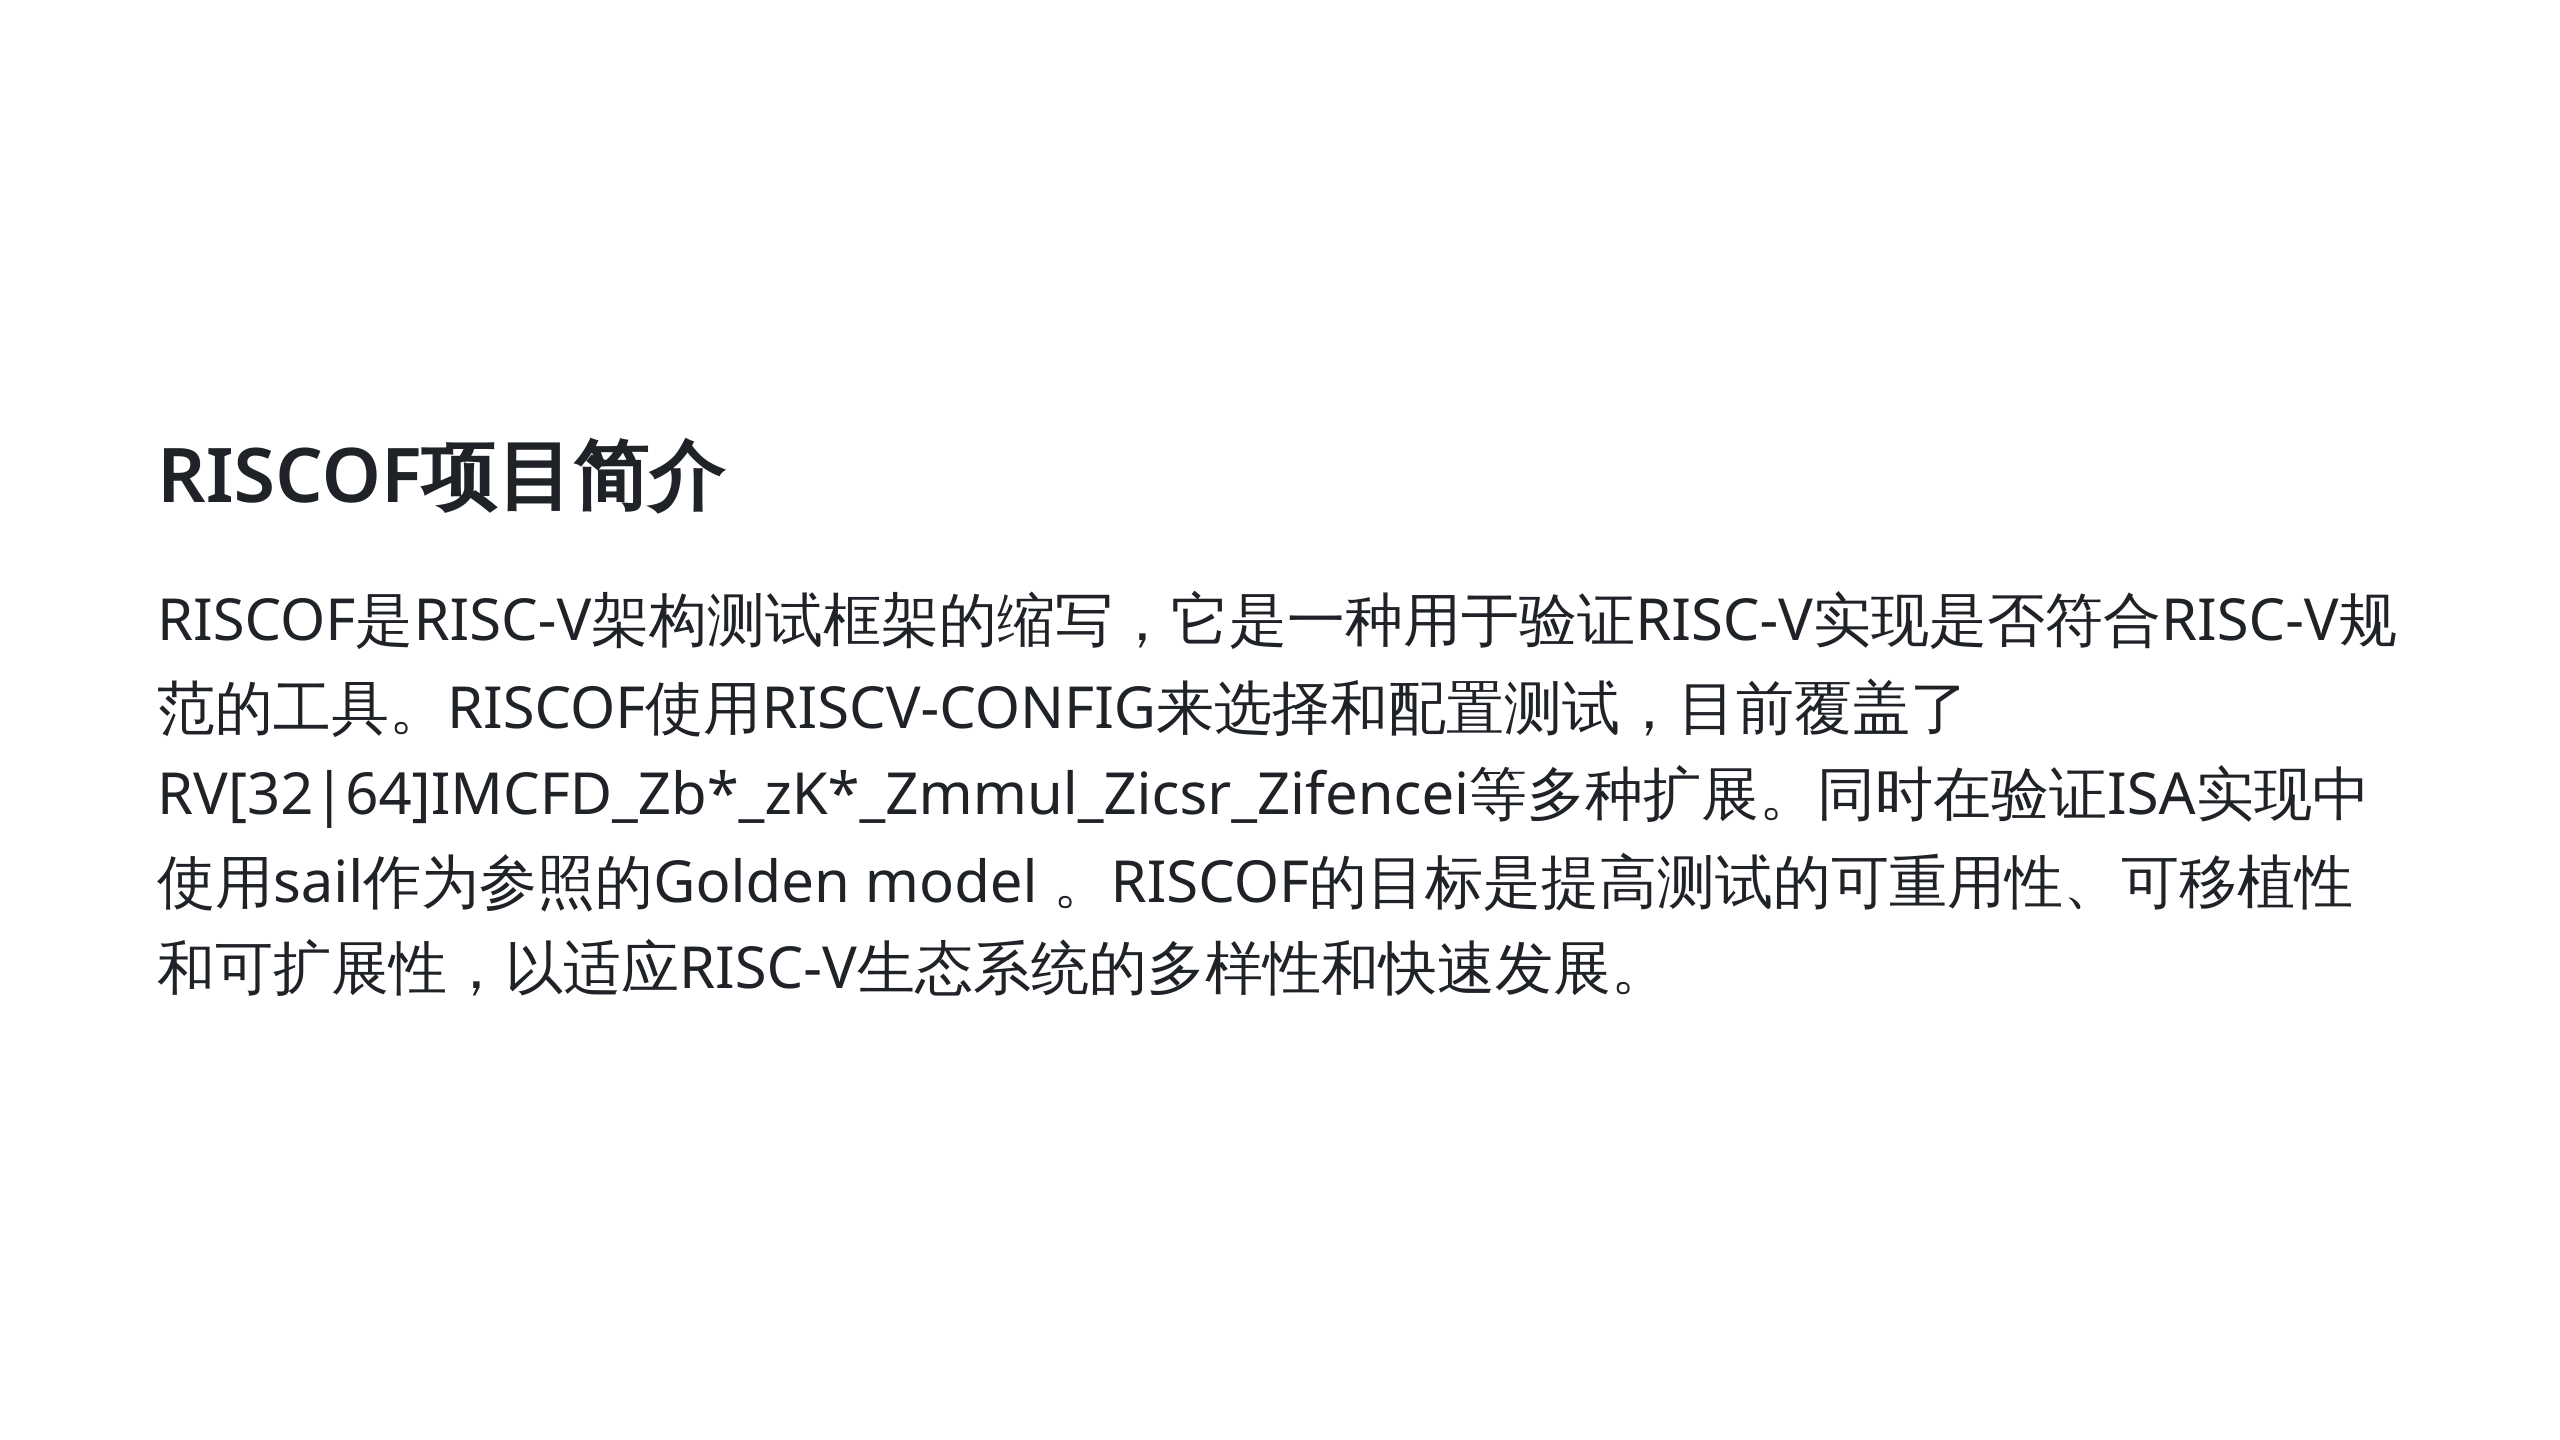 RISCOF项目简介
RISCOF是RISC-V架构测试框架的缩写，它是一种用于验证RISC-V实现是否符合RISC-V规
范的工具。RISCOF使用RISCV-CONFIG来选择和配置测试，目前覆盖了
RV[32|64]IMCFD_Zb*_zK*_Zmmul_Zicsr_Zifencei等多种扩展。同时在验证ISA实现中
使用sail作为参照的Golden model 。RISCOF的目标是提高测试的可重用性、可移植性
和可扩展性，以适应RISC-V生态系统的多样性和快速发展。